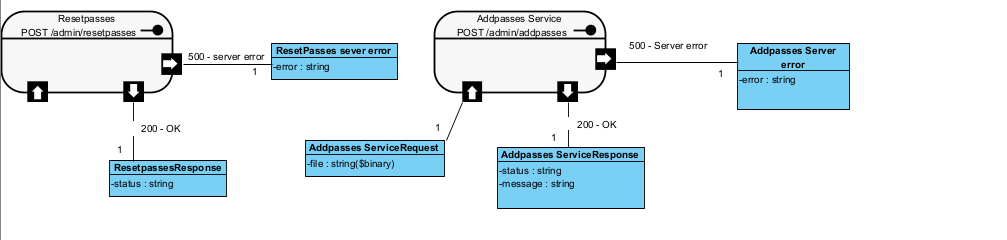 Resetpasses
POST /admin/resetpasses
500 - server error
1
ResetPasses sever error
-error : string
200 - OK
1
ResetpassesResponse
-status : string
Addpasses Service
POST /admin/addpasses
500 - Server error
1
Addpasses Server
error
-error : string
1
Addpasses ServiceRequest
-file : string($binary)
200 - OK
1
Addpasses ServiceResponse
-status : string
-message : string